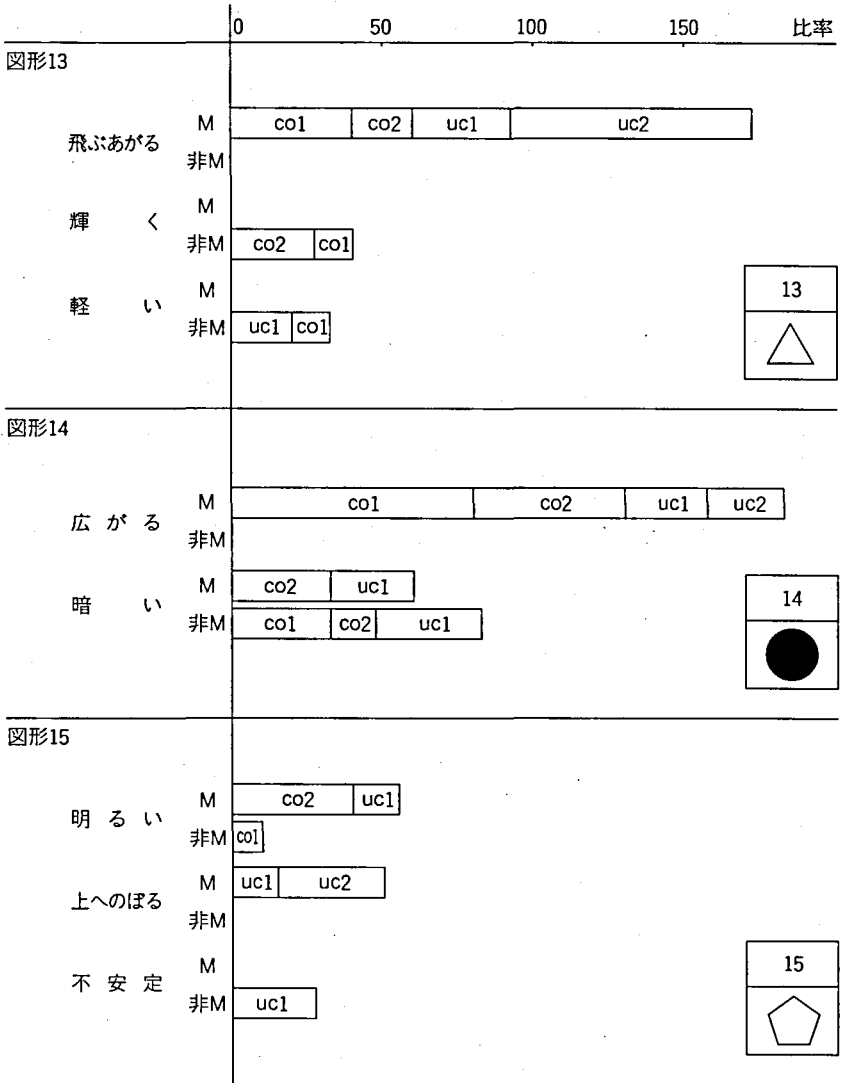 0 50 100 150 比率
図形13
飛ぶあがる
M co1 co2 uc1 uc2
非M
輝く
M
非M co2 co1
軽い
M
非M uc1 co1
13
図形14
広がる
M co1 co2 uc1 uc2
非M
暗い
M co2 uc1
非M co1 co2 uc1
14
図形15
明るい
M co2 uc1
非M co1
上へのぼる
M uc1 uc2
非M
不安定
M
非M uc1
15